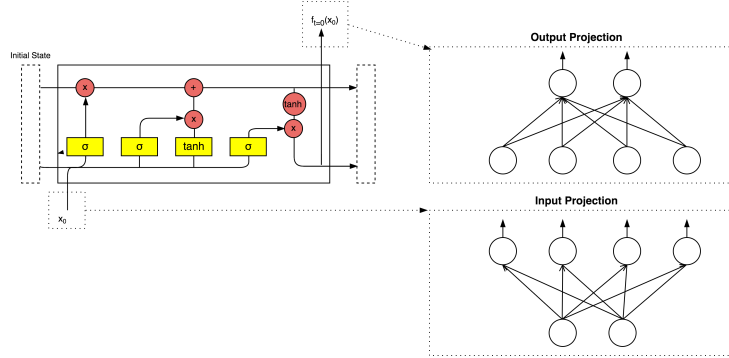 f_{t=0}(x_0)
Output Projection
Initial State
x
+
tanh
x
x
σ
σ
tanh
σ
Input Projection
x_0